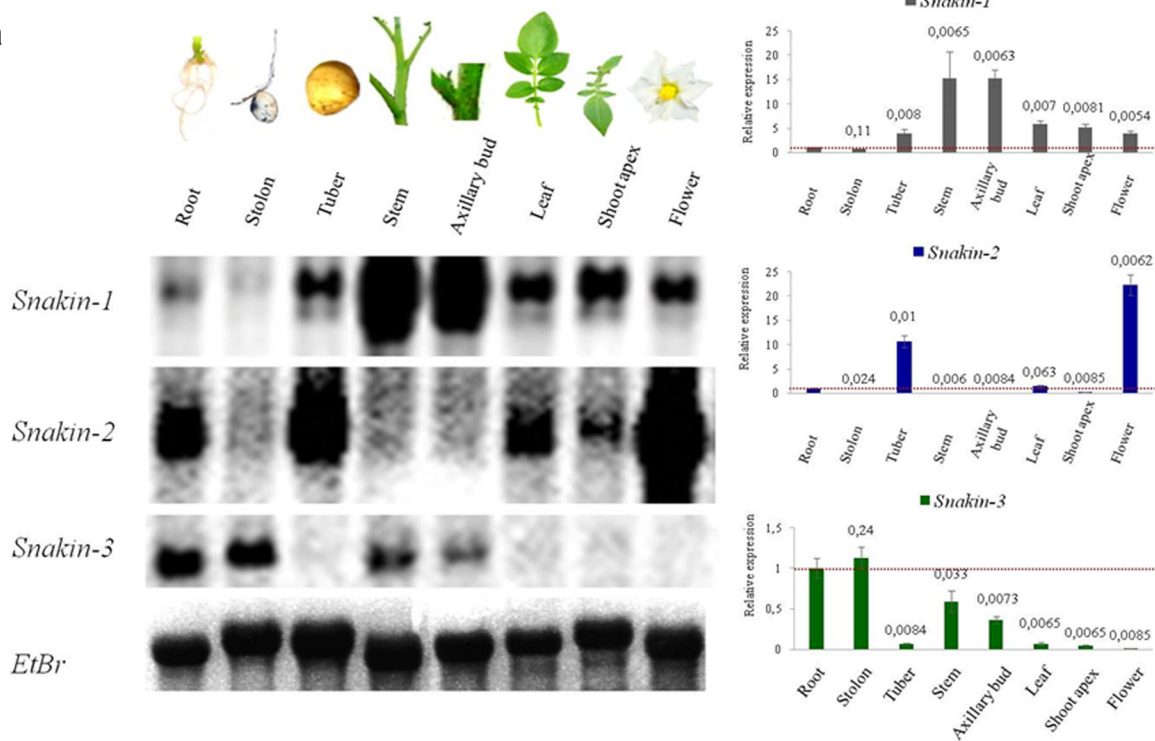 Root
Stolon
Tuber
Stem
Axillary bud
Leaf
Shoot apex
Flower
Snakin-1
Snakin-2
Snakin-3
EtBr
Snakin-1
Relative expression
25
20
15
10
5
0
0,11
0,008
0,0065
0,0063
0,007
0,0081
0,0054
Root
Stolon
Tuber
Stem
Axillary
bud
Leaf
Shoot apex
Flower
Snakin-2
Relative expression
25
20
15
10
5
0
0,024
0,01
0,006
0,0084
0,063
0,0085
0,0062
Root
Stolon
Tuber
Stem
Axillary
bud
Leaf
Shoot apex
Flower
Snakin-3
Relative expression
1,5
1
0,5
0
0,24
0,0084
0,033
0,0073
0,0065
0,0065
0,0085
Root
Stolon
Tuber
Stem
Axillary bud
Leaf
Shoot apex
Flower